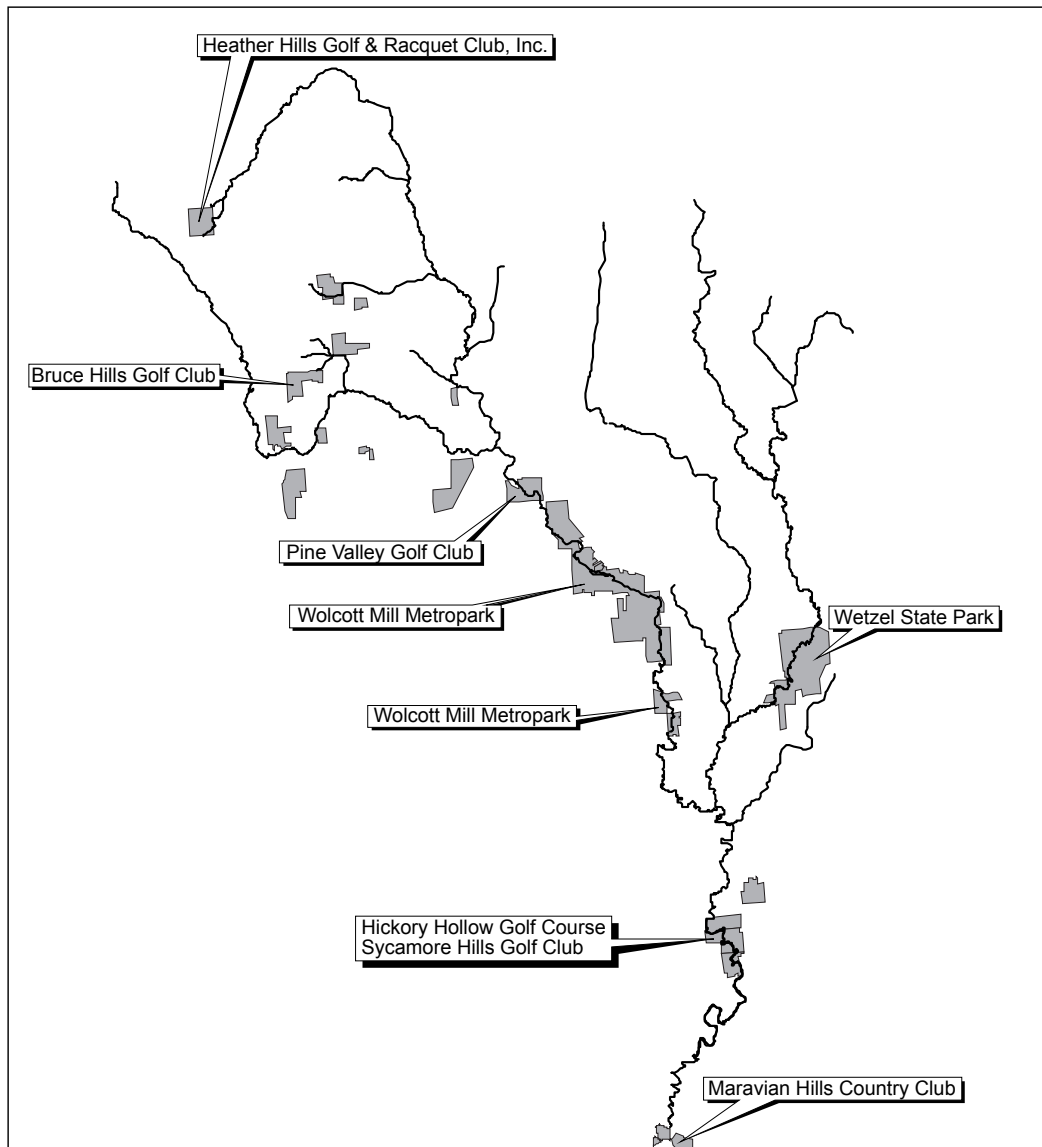 Heather Hills Golf & Racquet Club, Inc.
Bruce Hills Golf Club
Pine Valley Golf Club
Wolcott Mill Metropark
Wetzel State Park
Wolcott Mill Metropark
Hickory Hollow Golf Course
Sycamore Hills Golf Club
Maravian Hills Country Club